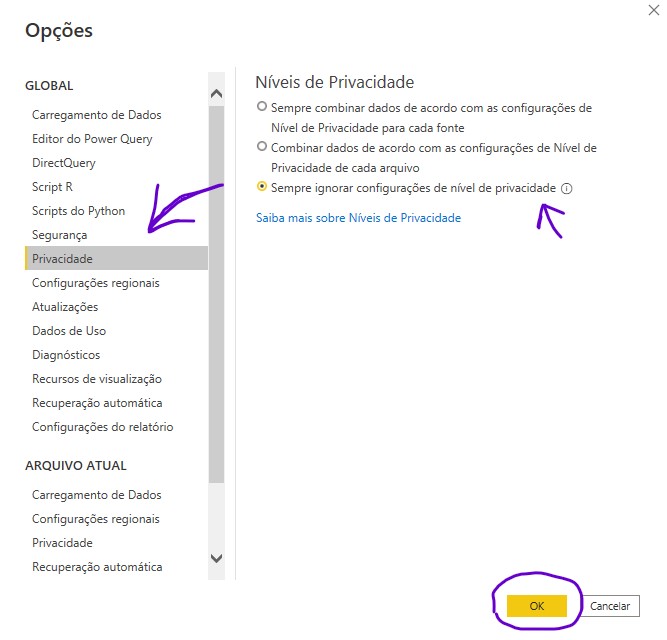 Opções
GLOBAL
Carregamento de Dados
Editor do Power Query
DirectQuery
Script R
Scripts do Python
Segurança
Privacidade
Configurações regionais
Atualizações
Dados de Uso
Diagnósticos
Recursos de visualização
Recuperação automática
Configurações do relatório
ARQUIVO ATUAL
Carregamento de Dados
Configurações regionais
Privacidade
Recuperação automática
Níveis de Privacidade
Sempre combinar dados de acordo com as configurações de
Nível de Privacidade para cada fonte
Combinar dados de acordo com as configurações de Nível de
Privacidade de cada arquivo
Sempre ignorar configurações de nível de privacidade
Saiba mais sobre Níveis de Privacidade
OK
Cancelar